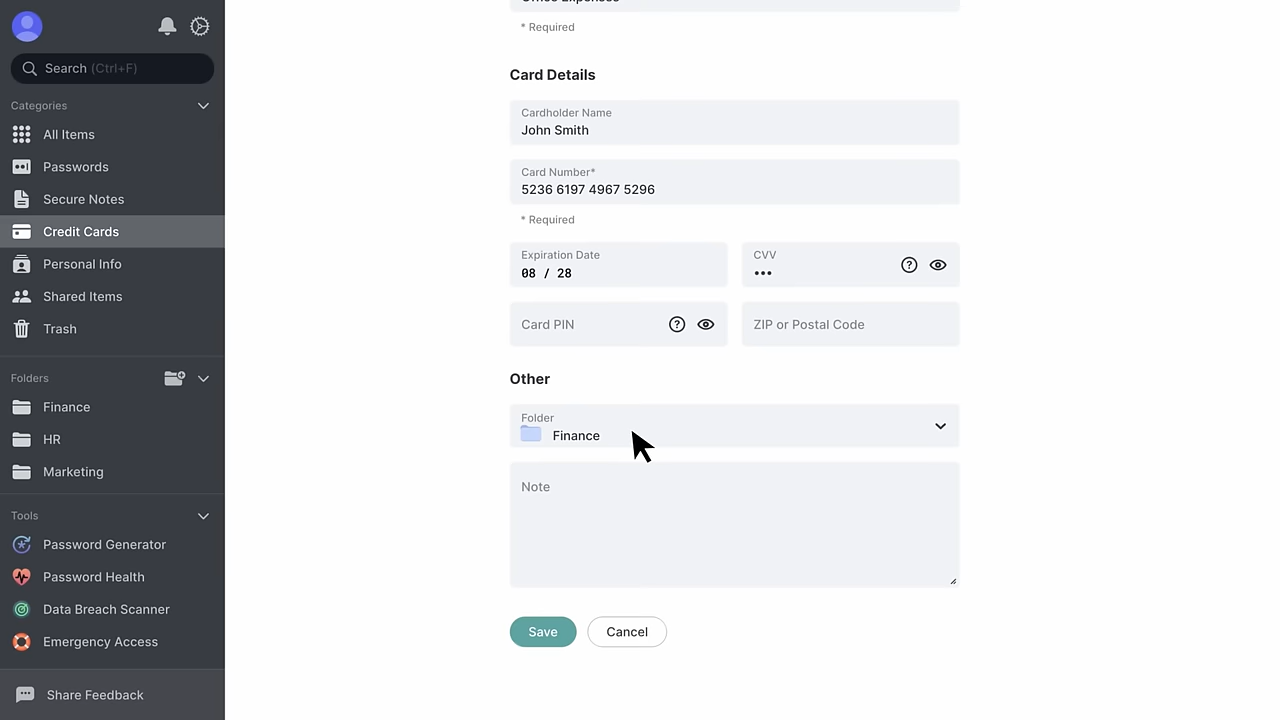 Search (Ctrl+F)
Categories
All Items
Passwords
Secure Notes
Credit Cards
Personal Info
Shared Items
Trash
Folders
Finance
HR
Marketing
Tools
Password Generator
Password Health
Data Breach Scanner
Emergency Access
Share Feedback
Office Expenses
* Required
Card Details
Cardholder Name
John Smith
Card Number*
5236 6197 4967 5296
* Required
Expiration Date
08 / 28
CVV
•••
Card PIN
ZIP or Postal Code
Other
Folder
Finance
Note
Save
Cancel